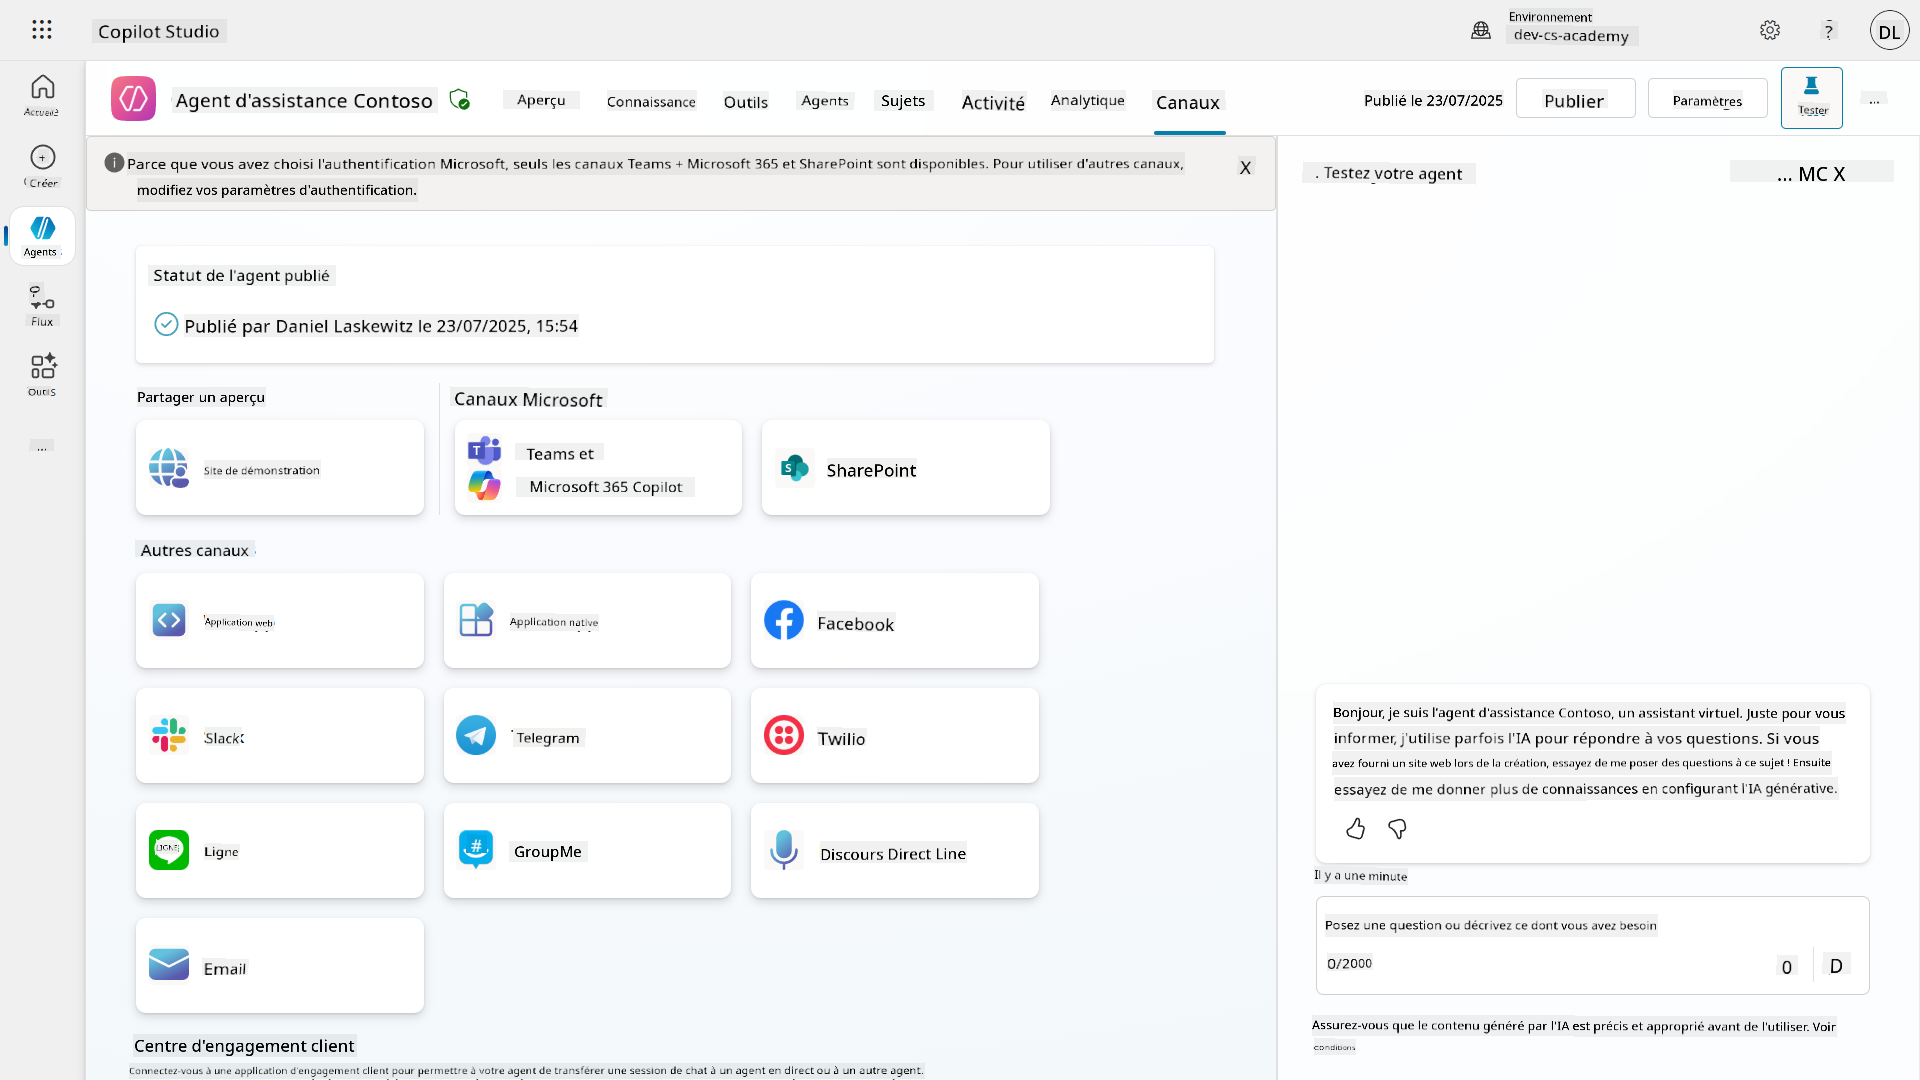 Copilot Studio
Environnement
dev-cs-academy
?
DL
Accueil
Créer
Agents
Flux
Outils
...
Agent d'assistance Contoso
Aperçu
Connaissance
Outils
Agents
Sujets
Activité
Analytique
Canaux
Publié le 23/07/2025
Publier
Paramètres
Tester
...
Parce que vous avez choisi l'authentification Microsoft, seuls les canaux Teams + Microsoft 365 et SharePoint sont disponibles. Pour utiliser d'autres canaux,
modifiez vos paramètres d'authentification.
X
Statut de l'agent publié
Publié par Daniel Laskewitz le 23/07/2025, 15:54
Partager un aperçu
Canaux Microsoft
Site de démonstration
Teams et
Microsoft 365 Copilot
SharePoint
Autres canaux
Application web
Application native
Facebook
Slack
Telegram
Twilio
LIGNE
Ligne
GroupMe
Discours Direct Line
Email
Centre d'engagement client
Connectez-vous à une application d'engagement client pour permettre à votre agent de transférer une session de chat à un agent en direct ou à un autre agent.
. Testez votre agent
... MC X
Bonjour, je suis l'agent d'assistance Contoso, un assistant virtuel. Juste pour vous
informer, j'utilise parfois l'IA pour répondre à vos questions. Si vous
avez fourni un site web lors de la création, essayez de me poser des questions à ce sujet ! Ensuite
essayez de me donner plus de connaissances en configurant l'IA générative.
Il y a une minute
Posez une question ou décrivez ce dont vous avez besoin
0/2000
0
D
Assurez-vous que le contenu généré par l'IA est précis et approprié avant de l'utiliser. Voir
conditions